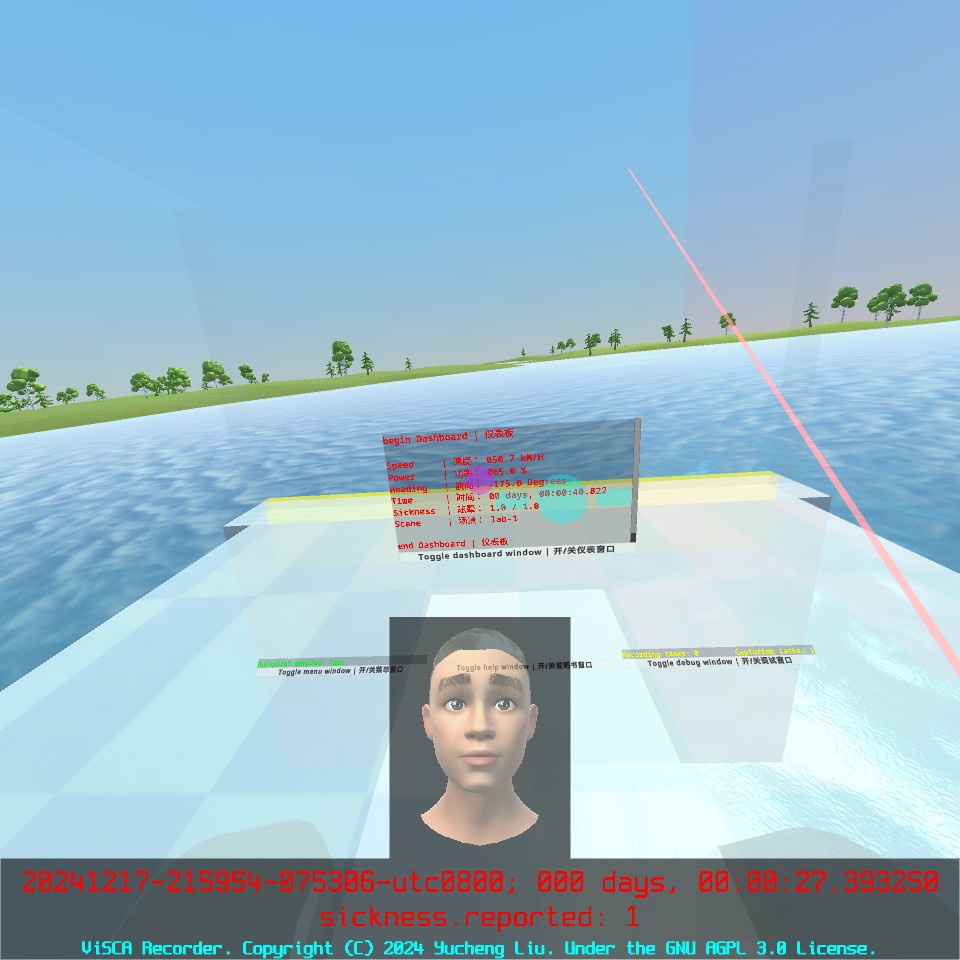 begin Dashboard | 仪表板
Speed | 速度: 050.7 kM/H
Power | 功率: 065.0 %
Heading | 航向: -175.0 Degrees
Time | 时间: 00 days, 00:00:40.822
Sickness | 眩晕: 1.0 / 1.0
Scene | 场景: lab-1
end Dashboard | 仪表板
Toggle dashboard window | 开/关仪表窗口
Toggle menu window | 开/关菜单窗口
Toggle help window | 开/关说明书窗口
Recording tasks: 0 Capturing tasks: 1
Toggle debug window | 开/关调试窗口
20241217-215954-075306-utc0800; 000 days, 00:00:27.393250
sickness.reported: 1
ViSCA Recorder. Copyright (C) 2024 Yucheng Liu. Under the GNU AGPL 3.0 License.